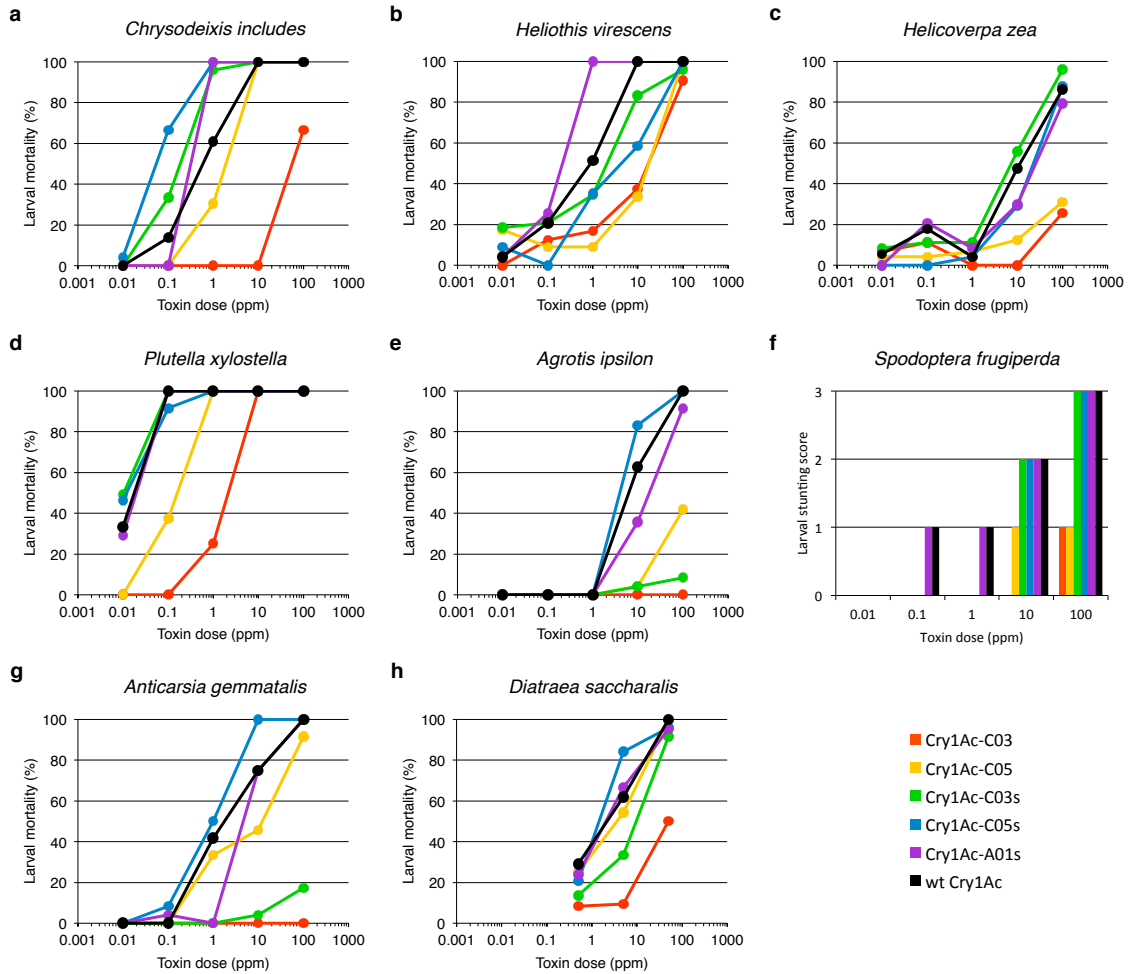 a
Chrysodeixis includes
100
80
60
40
20
0
Larval mortality (%)
0.001 0.01 0.1 1 10 100 1000
Toxin dose (ppm)
b
Heliothis virescens
100
80
60
40
20
0
Larval mortality (%)
0.001 0.01 0.1 1 10 100 1000
Toxin dose (ppm)
c
Helicoverpa zea
100
80
60
40
20
0
Larval mortality (%)
0.001 0.01 0.1 1 10 100 1000
Toxin dose (ppm)
d
Plutella xylostella
100
80
60
40
20
0
Larval mortality (%)
0.001 0.01 0.1 1 10 100 1000
Toxin dose (ppm)
e
Agrotis ipsilon
100
80
60
40
20
0
Larval mortality (%)
0.001 0.01 0.1 1 10 100 1000
Toxin dose (ppm)
f
Spodoptera frugiperda
3
2
1
0
Larval stunting score
0.01 0.1 1 10 100
Toxin dose (ppm)
g
Anticarsia gemmatalis
100
80
60
40
20
0
Larval mortality (%)
0.001 0.01 0.1 1 10 100 1000
Toxin dose (ppm)
h
Diatraea saccharalis
100
80
60
40
20
0
Larval mortality (%)
0.001 0.01 0.1 1 10 100 1000
Toxin dose (ppm)
Cry1Ac-C03
Cry1Ac-C05
Cry1Ac-C03s
Cry1Ac-C05s
Cry1Ac-A01s
wt Cry1Ac